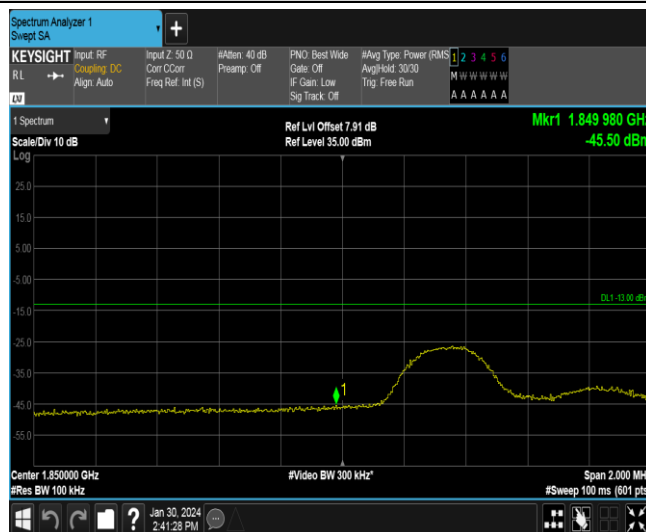 Spectrum Analyzer 1
Swept SA
+
KEYSIGHT
RL
LXI
Input: RF
Coupling: DC
Align: Auto
Input Z: 50 Ω
Corr CCorr
Freq Ref: Int (S)
#Atten: 40 dB
Preamp: Off
PNO: Best Wide
Gate: Off
IF Gain: Low
Sig Track: Off
#Avg Type: Power (RMS
Avg|Hold: 30/30
Trig: Free Run
1 2 3 4 5 6
M W W W W W
A A A A A A
1 Spectrum
Scale/Div 10 dB
Log
Ref Lvl Offset 7.91 dB
Ref Level 35.00 dBm
Mkr1 1.849 980 GHz
-45.50 dBm
25.0
15.0
5.00
-5.00
DL1 -13.00 dBm
-15.0
-25.0
-35.0
1
-45.0
-55.0
Center 1.850000 GHz
#Res BW 100 kHz
#Video BW 300 kHz*
Span 2.000 MH
#Sweep 100 ms (601 pts
?
Jan 30, 2024
2:41:28 PM